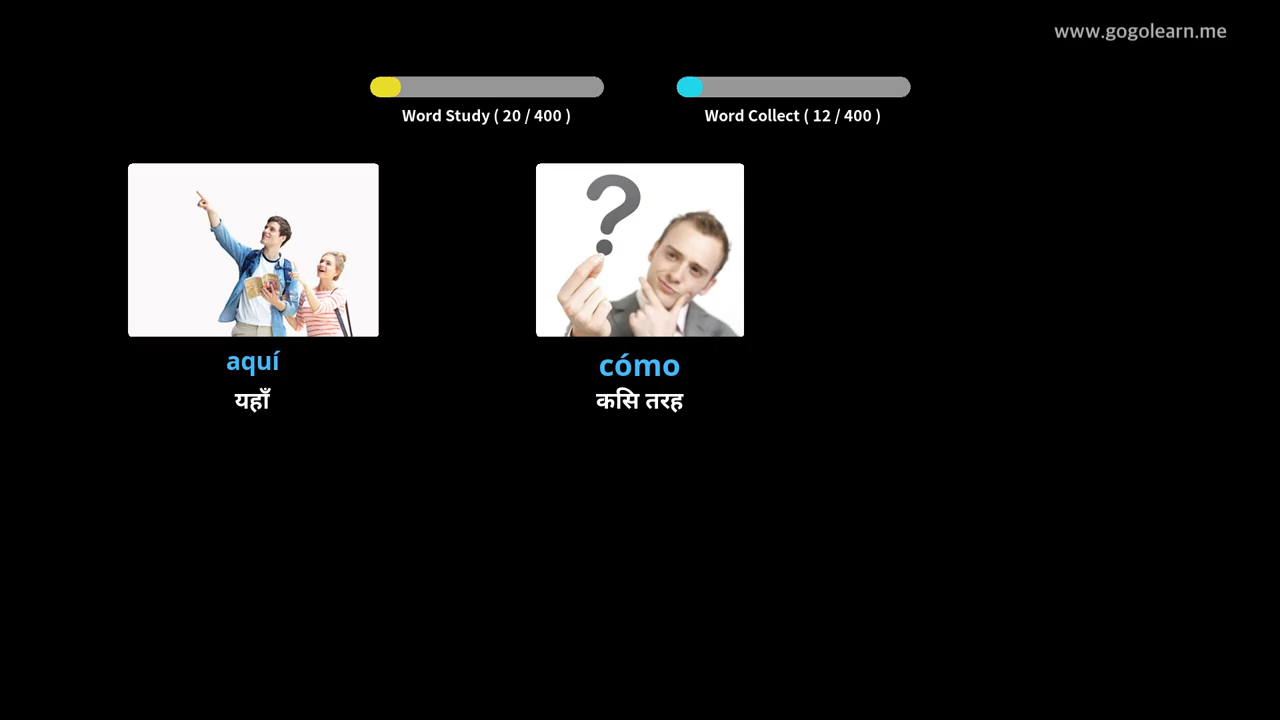 www.gogolearn.me
Word Study ( 20 / 400 )
Word Collect ( 12 / 400 )
?
aquí
cómo
यहाँ
कसि तरह